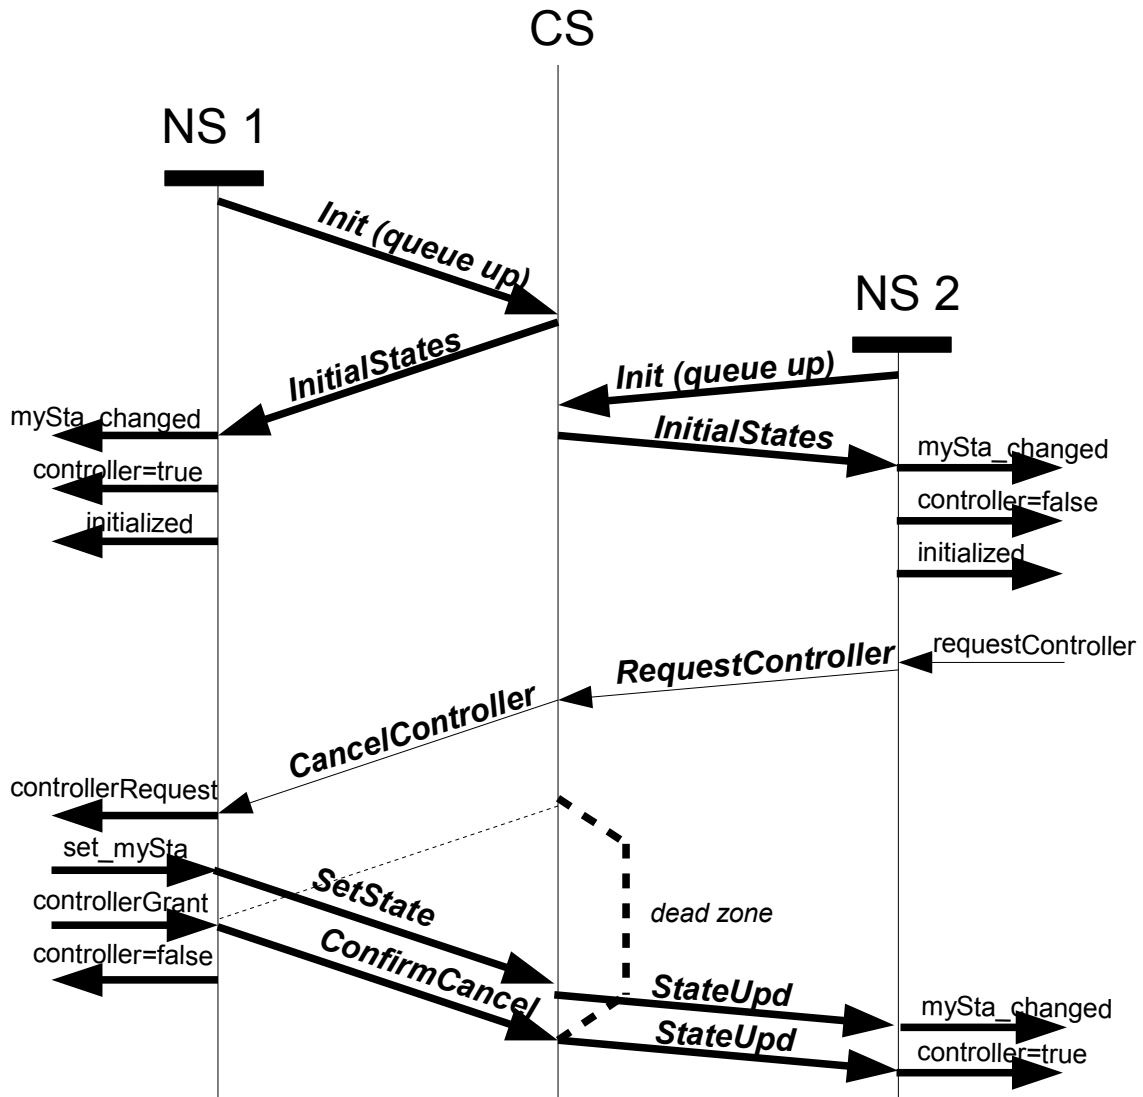 CS
NS 1
Init (queue up)
NS 2
InitialStates
Init (queue up)
mySta_changed
InitialStates
mySta_changed
controller=true
controller=false
initialized
initialized
requestController
RequestController
CancelController
controllerRequest
set_mySta
SetState
controllerGrant
dead zone
ConfirmCancel
controller=false
StateUpd
mySta_changed
StateUpd
controller=true